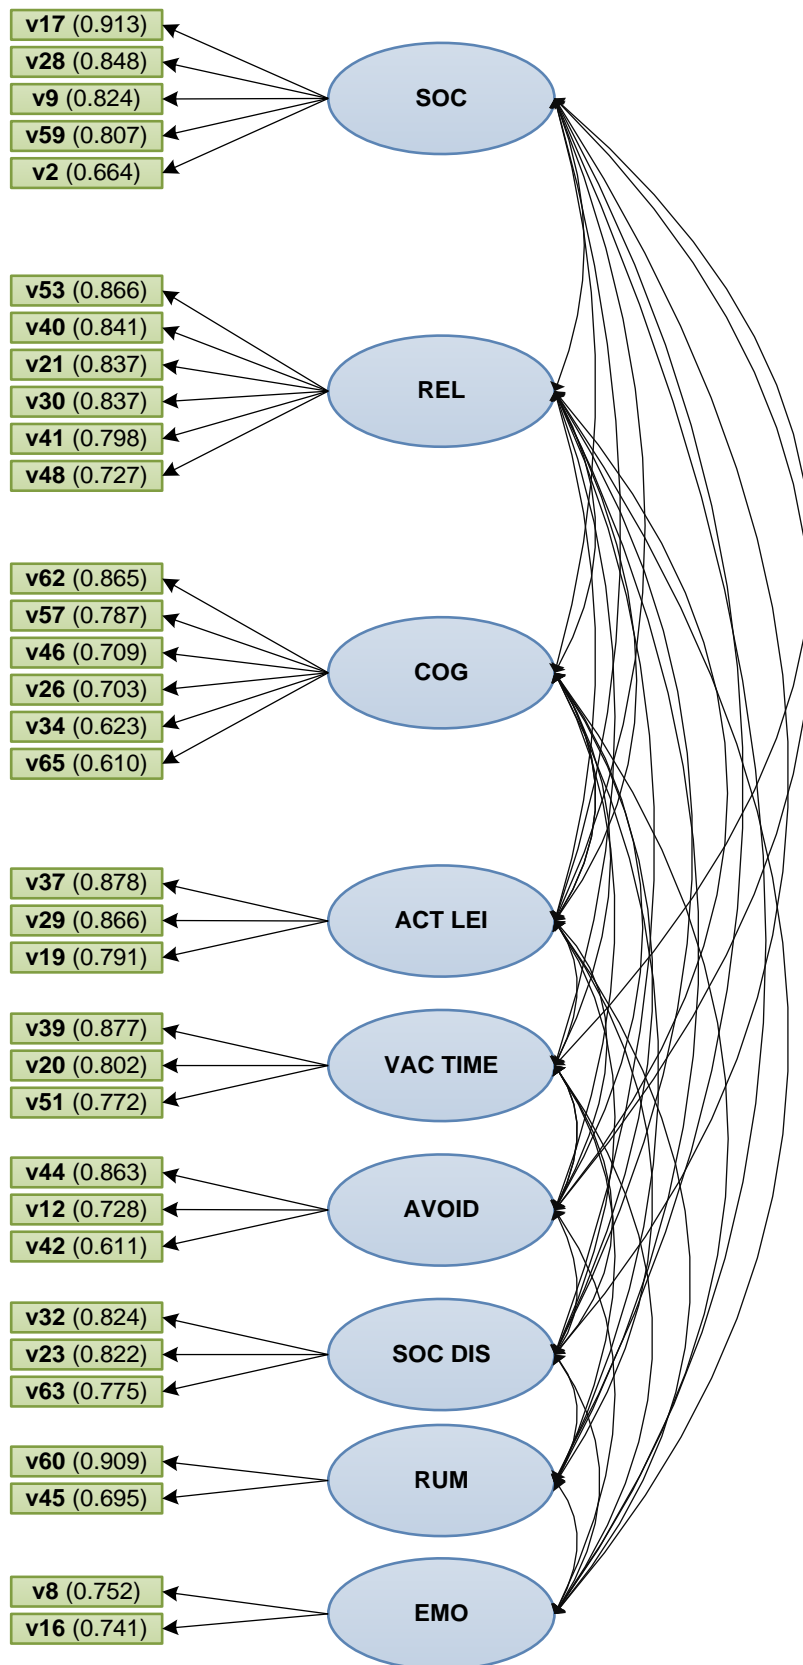 v17 (0.913)
v28 (0.848)
v9 (0.824)
v59 (0.807)
v2 (0.664)
SOC
v53 (0.866)
v40 (0.841)
v21 (0.837)
v30 (0.837)
v41 (0.798)
v48 (0.727)
REL
v62 (0.865)
v57 (0.787)
v46 (0.709)
v26 (0.703)
v34 (0.623)
v65 (0.610)
COG
v37 (0.878)
v29 (0.866)
v19 (0.791)
ACT LEI
v39 (0.877)
v20 (0.802)
v51 (0.772)
VAC TIME
v44 (0.863)
v12 (0.728)
v42 (0.611)
AVOID
v32 (0.824)
v23 (0.822)
v63 (0.775)
SOC DIS
v60 (0.909)
v45 (0.695)
RUM
v8 (0.752)
v16 (0.741)
EMO